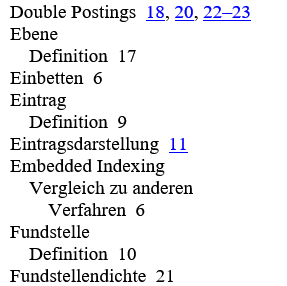 Double Postings  18, 20, 22–23
Ebene
Definition  17
Einbetten  6
Eintrag
Definition  9
Eintragsdarstellung  11
Embedded Indexing
Vergleich zu anderen
Verfahren  6
Fundstelle
Definition  10
Fundstellendichte  21